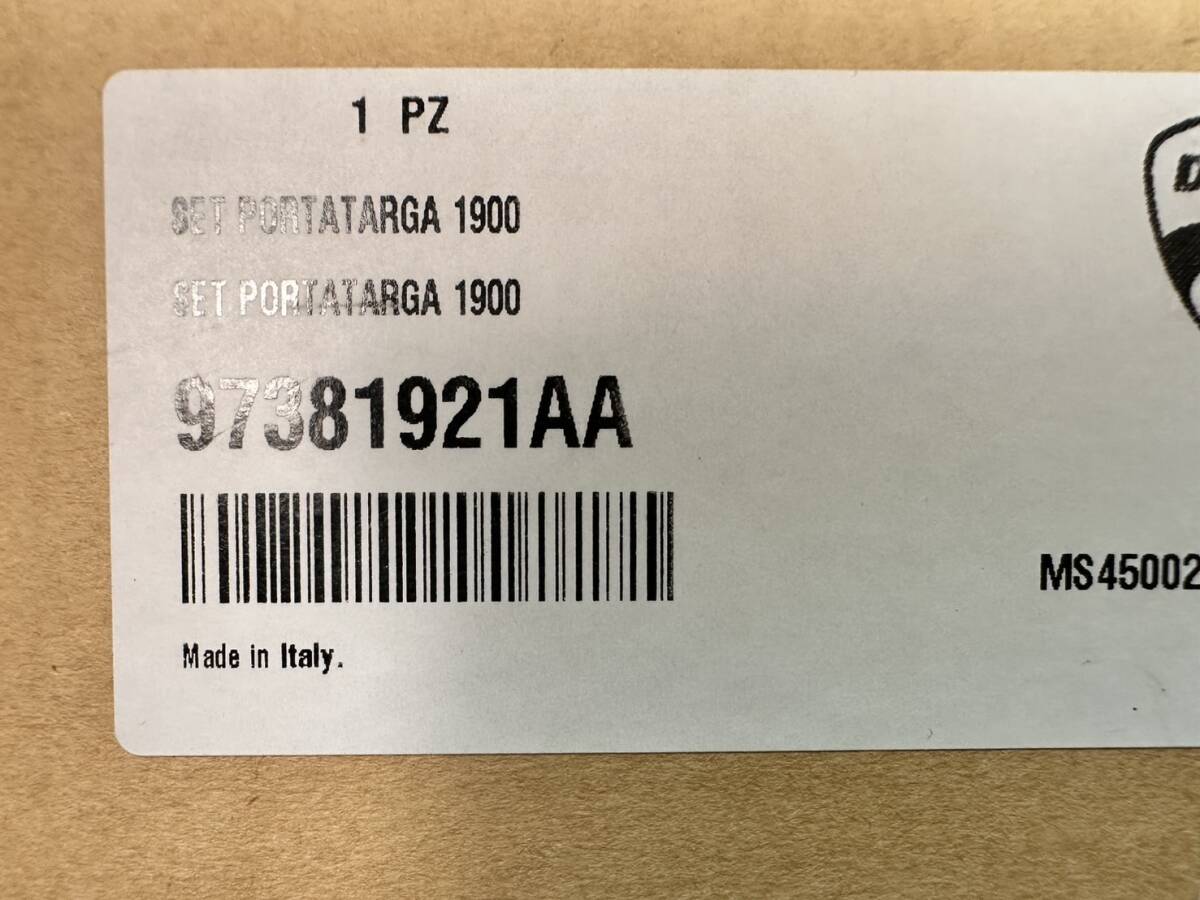 1 PZ
SET PORTATARGA 1900
SET PORTATARGA 1900
97381921AA
MS45002
Made in Italy.